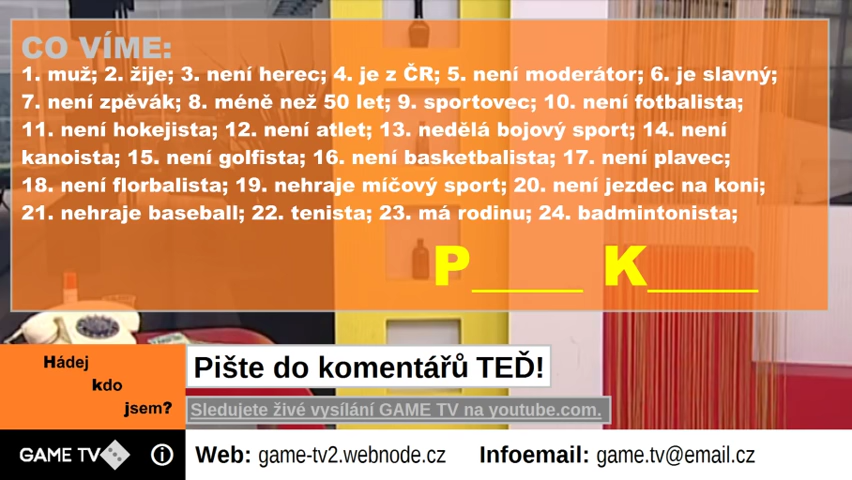 CO VÍME:
1. muž; 2. žije; 3. není herec; 4. je z ČR; 5. není moderátor; 6. je slavný;
7. není zpěvák; 8. méně než 50 let; 9. sportovec; 10. není fotbalista;
11. není hokejista; 12. není atlet; 13. nedělá bojový sport; 14. není
kanoista; 15. není golfista; 16. není basketbalista; 17. není plavec;
18. není florbalista; 19. nehraje míčový sport; 20. není jezdec na koni;
21. nehraje baseball; 22. tenista; 23. má rodinu; 24. badmintonista;
P_____ K_____
Hádej
kdo
jsem?
Pište do komentářů TEĎ!
Sledujete živé vysílání GAME TV na youtube.com.
GAME TV i Web: game-tv2.webnode.cz Infoemail: game.tv@email.cz